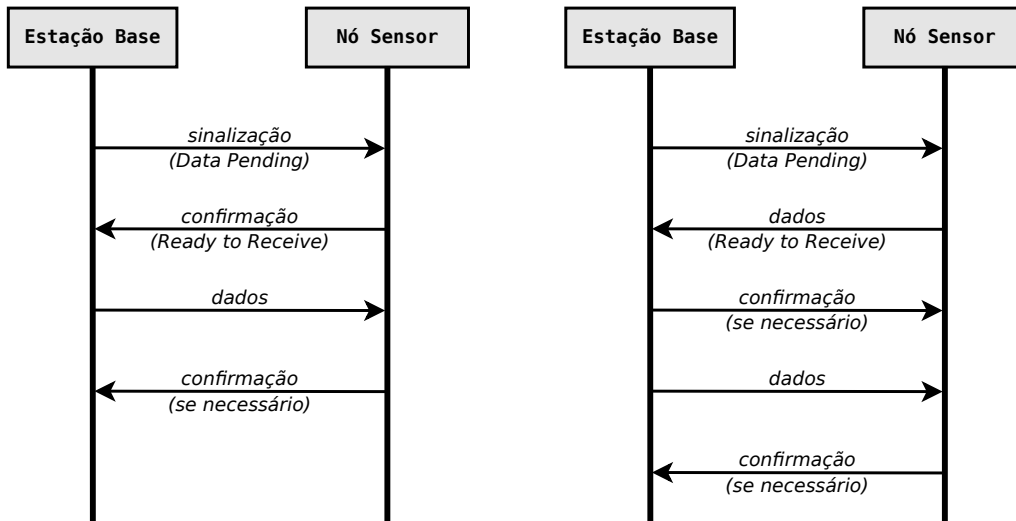 Estação Base
Nó Sensor
sinalização
(Data Pending)
confirmação
(Ready to Receive)
dados
confirmação
(se necessário)
Estação Base
Nó Sensor
sinalização
(Data Pending)
dados
(Ready to Receive)
confirmação
(se necessário)
dados
confirmação
(se necessário)